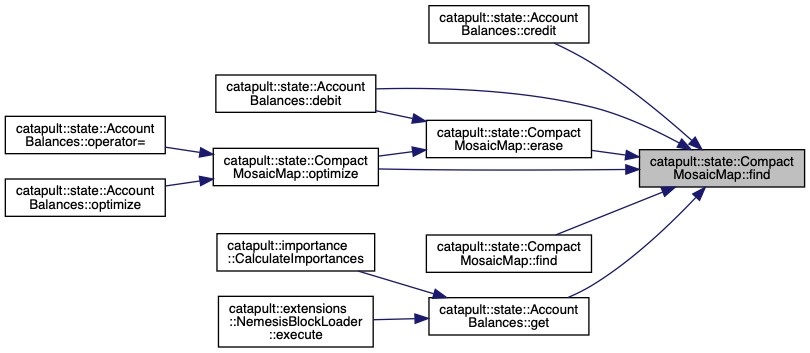 catapult::state::Account
Balances::credit
catapult::state::Account
Balances::debit
catapult::state::Account
Balances::operator=
catapult::state::Compact
MosaicMap::erase
catapult::state::Compact
MosaicMap::optimize
catapult::state::Compact
MosaicMap::find
catapult::state::Account
Balances::optimize
catapult::importance
::CalculateImportances
catapult::state::Compact
MosaicMap::find
catapult::extensions
::NemesisBlockLoader
::execute
catapult::state::Account
Balances::get